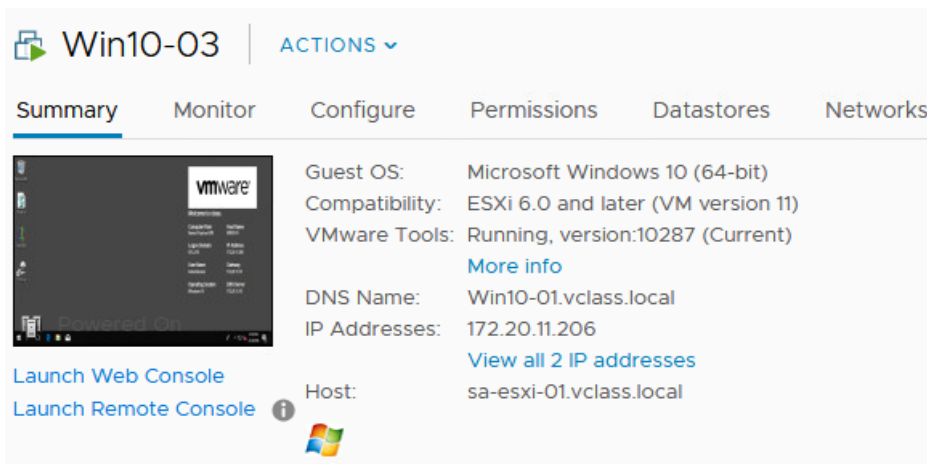 Win10-03
ACTIONS
Summary Monitor Configure Permissions Datastores Networks
vmware
Powered On
Launch Web Console
Launch Remote Console
Guest OS: Microsoft Windows 10 (64-bit)
Compatibility: ESXi 6.0 and later (VM version 11)
VMware Tools: Running, version:10287 (Current)
More info
DNS Name: Win10-01.vclass.local
IP Addresses: 172.20.11.206
View all 2 IP addresses
Host: sa-esxi-01.vclass.local